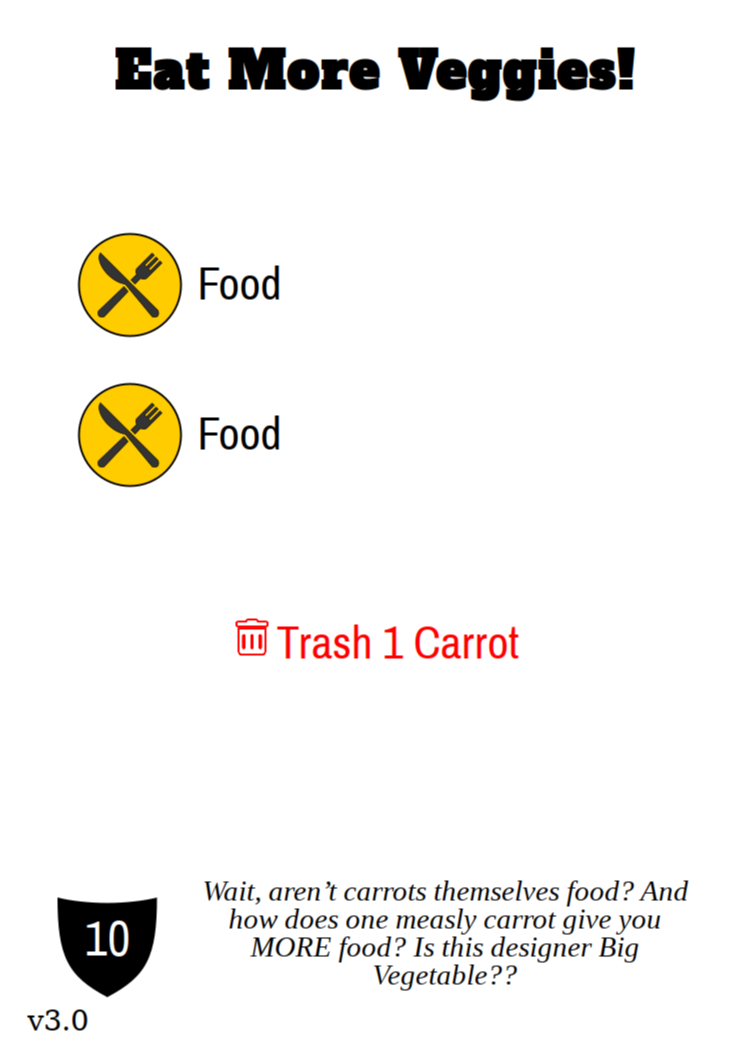 Eat More Veggies!
Food
Food
Trash 1 Carrot
Wait, aren’t carrots themselves food? And
how does one measly carrot give you
MORE food? Is this designer Big
Vegetable??
10
v3.0